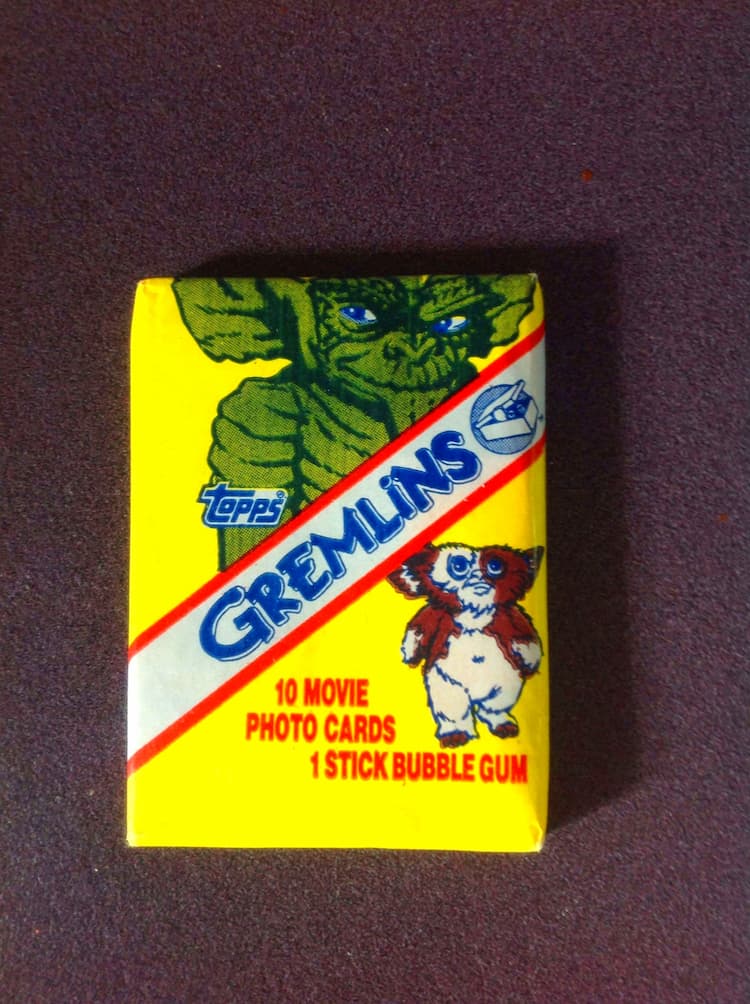 topps®
GREMLiNS
10 MOVIE
PHOTO CARDS
1 STICK BUBBLE GUM